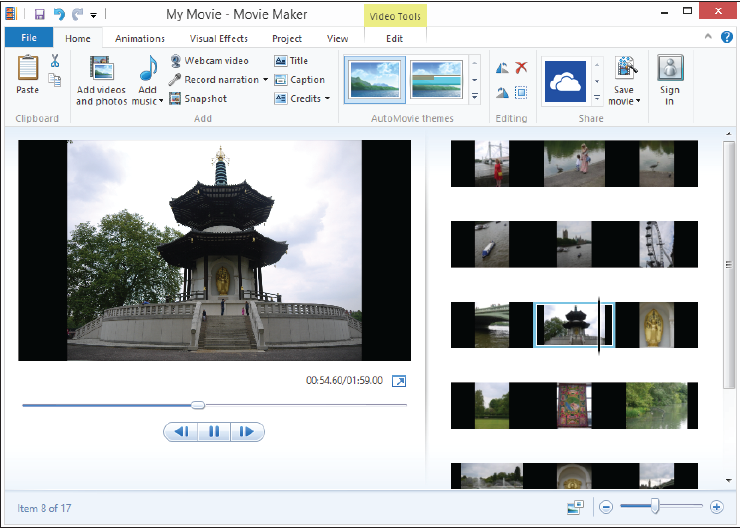 My Movie - Movie Maker
Video Tools
File
Home
Animations
Visual Effects
Project
View
Edit
Paste
Add videos
and photos
Add
music
Webcam video
Record narration
Snapshot
Title
Caption
Credits
Save
movie
Sign
in
Clipboard
Add
AutoMovie themes
Editing
Share
00:54.60/01:59.00
Item 8 of 17